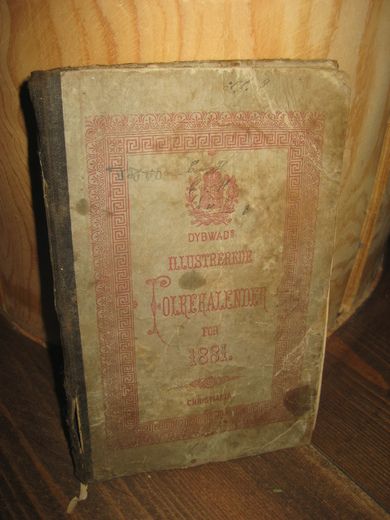 DYBWADS
ILLUSTREREDE
FOLKEKALENDER
FOR
1881.
CHRISTIANIA